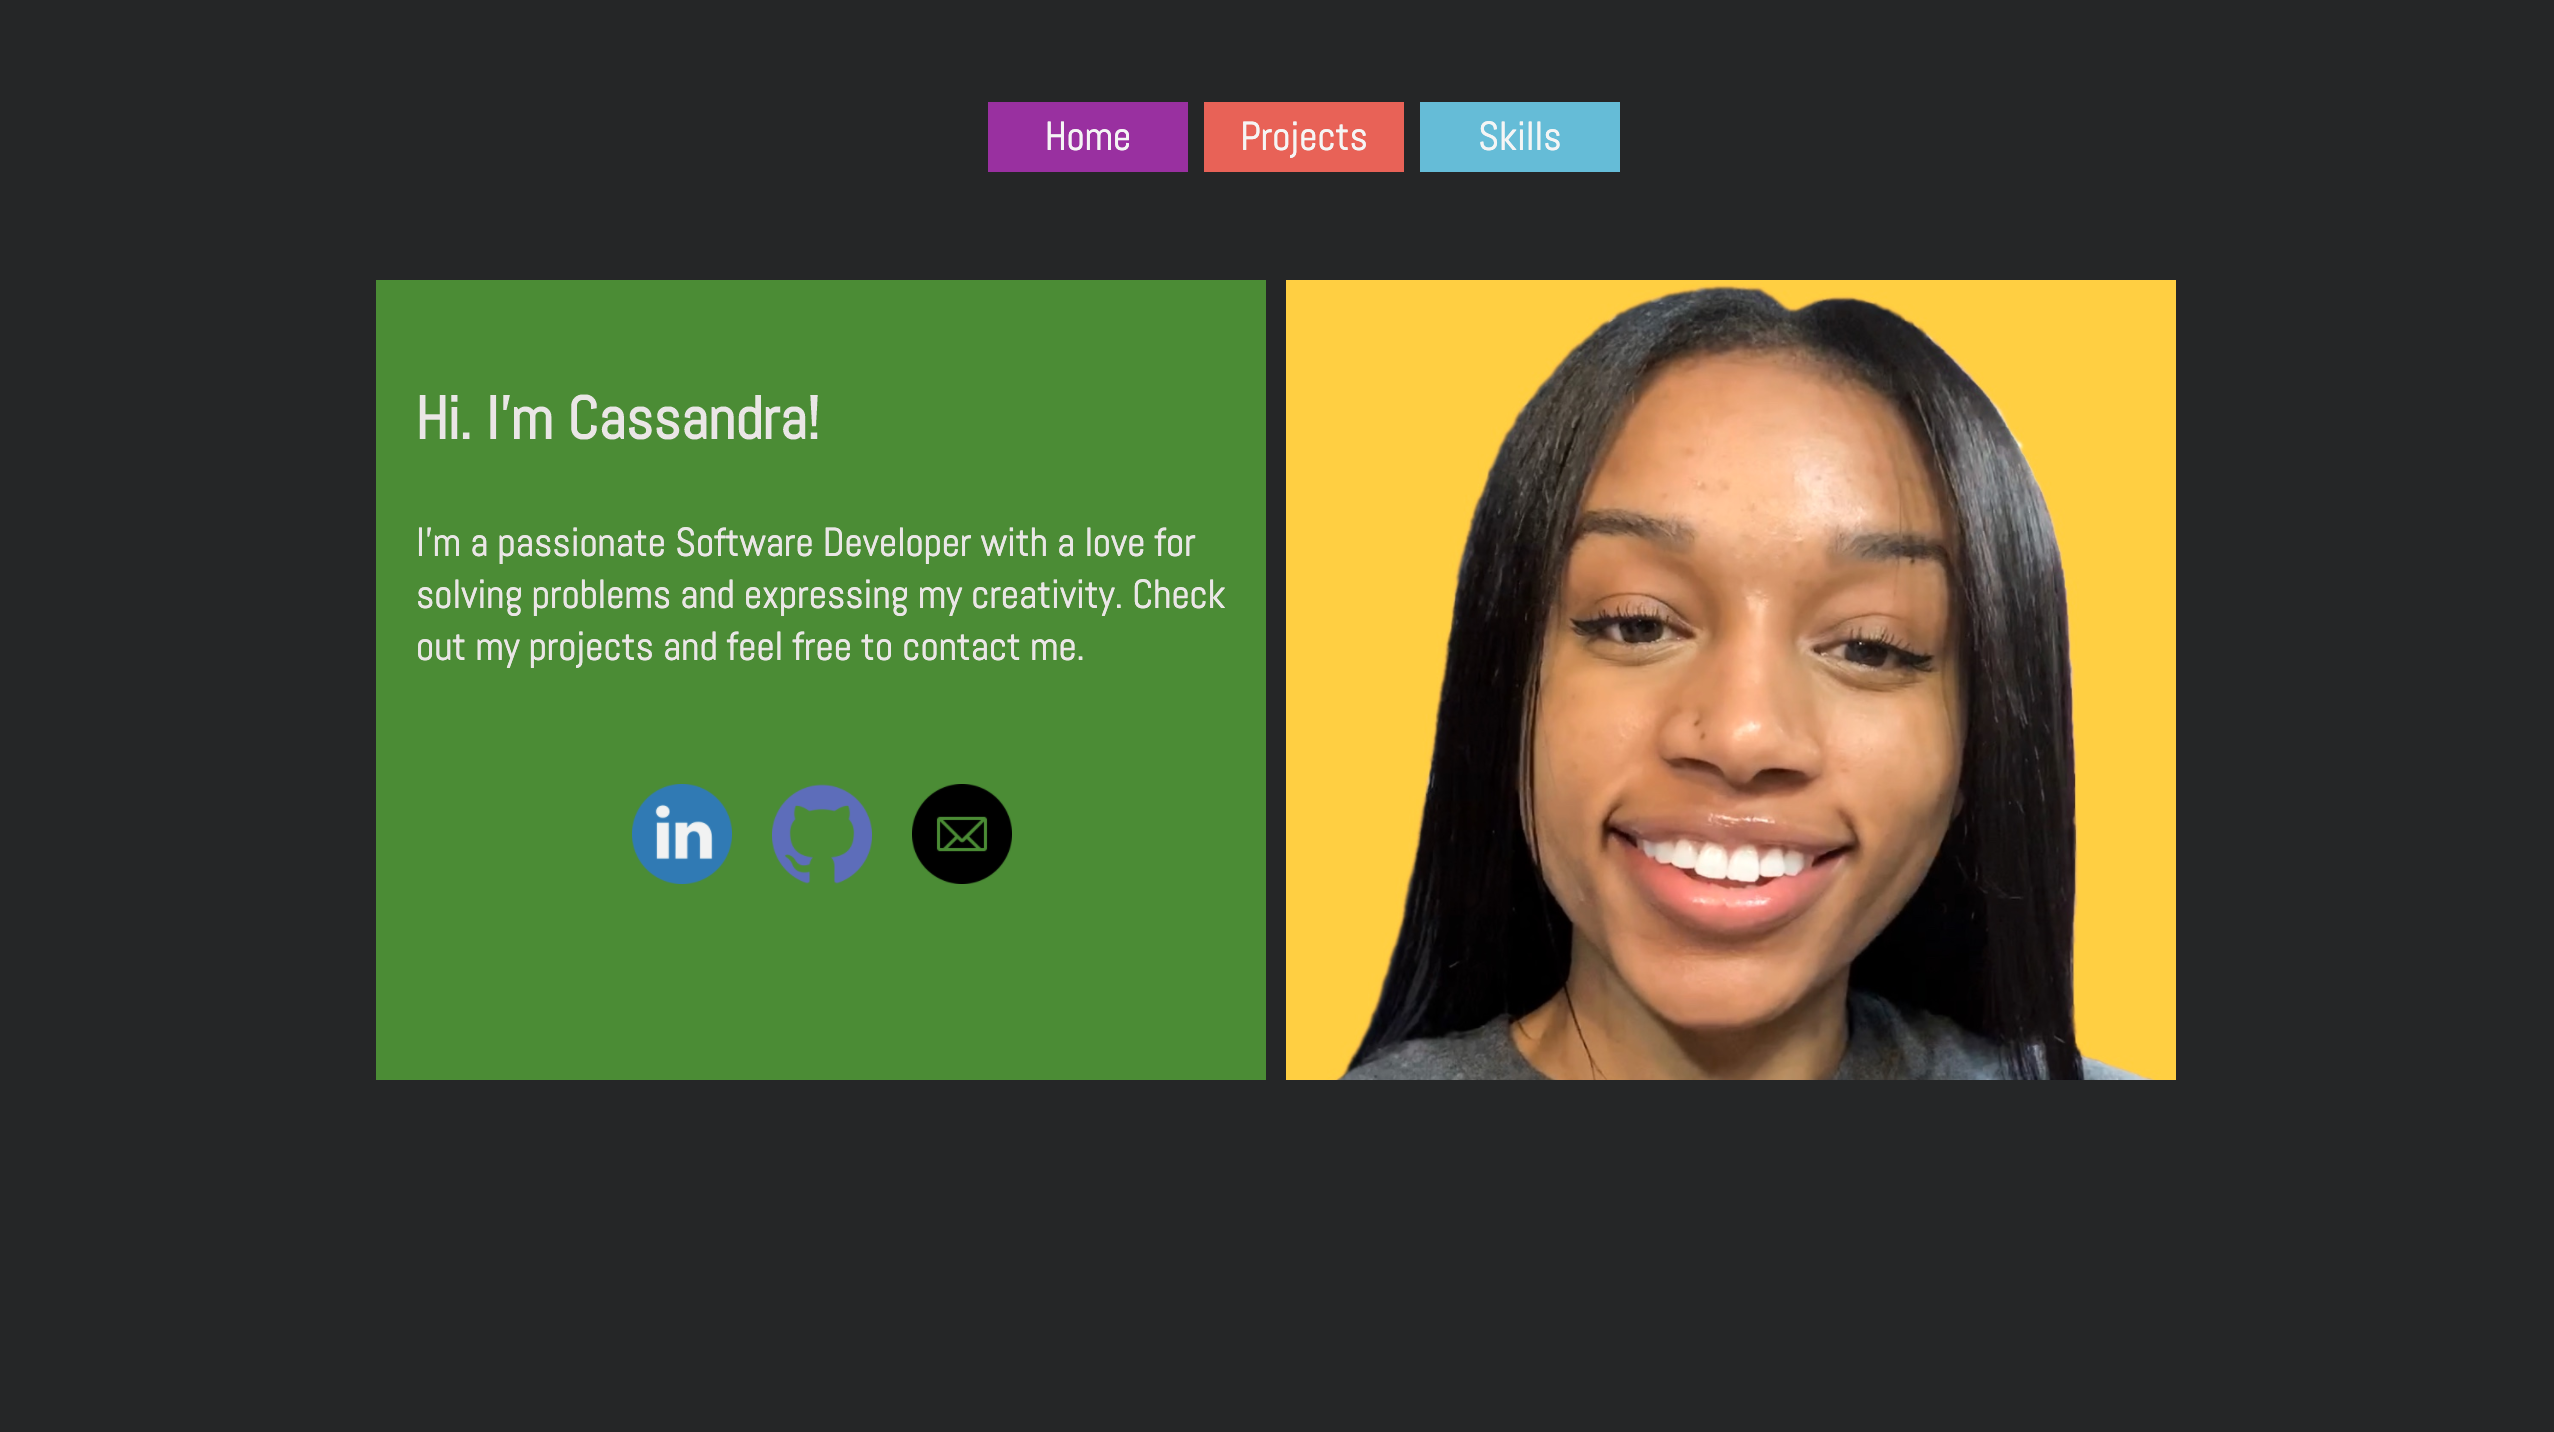 Home
Projects
Skills
Hi. I'm Cassandra!
I'm a passionate Software Developer with a love for
solving problems and expressing my creativity. Check
out my projects and feel free to contact me.
in